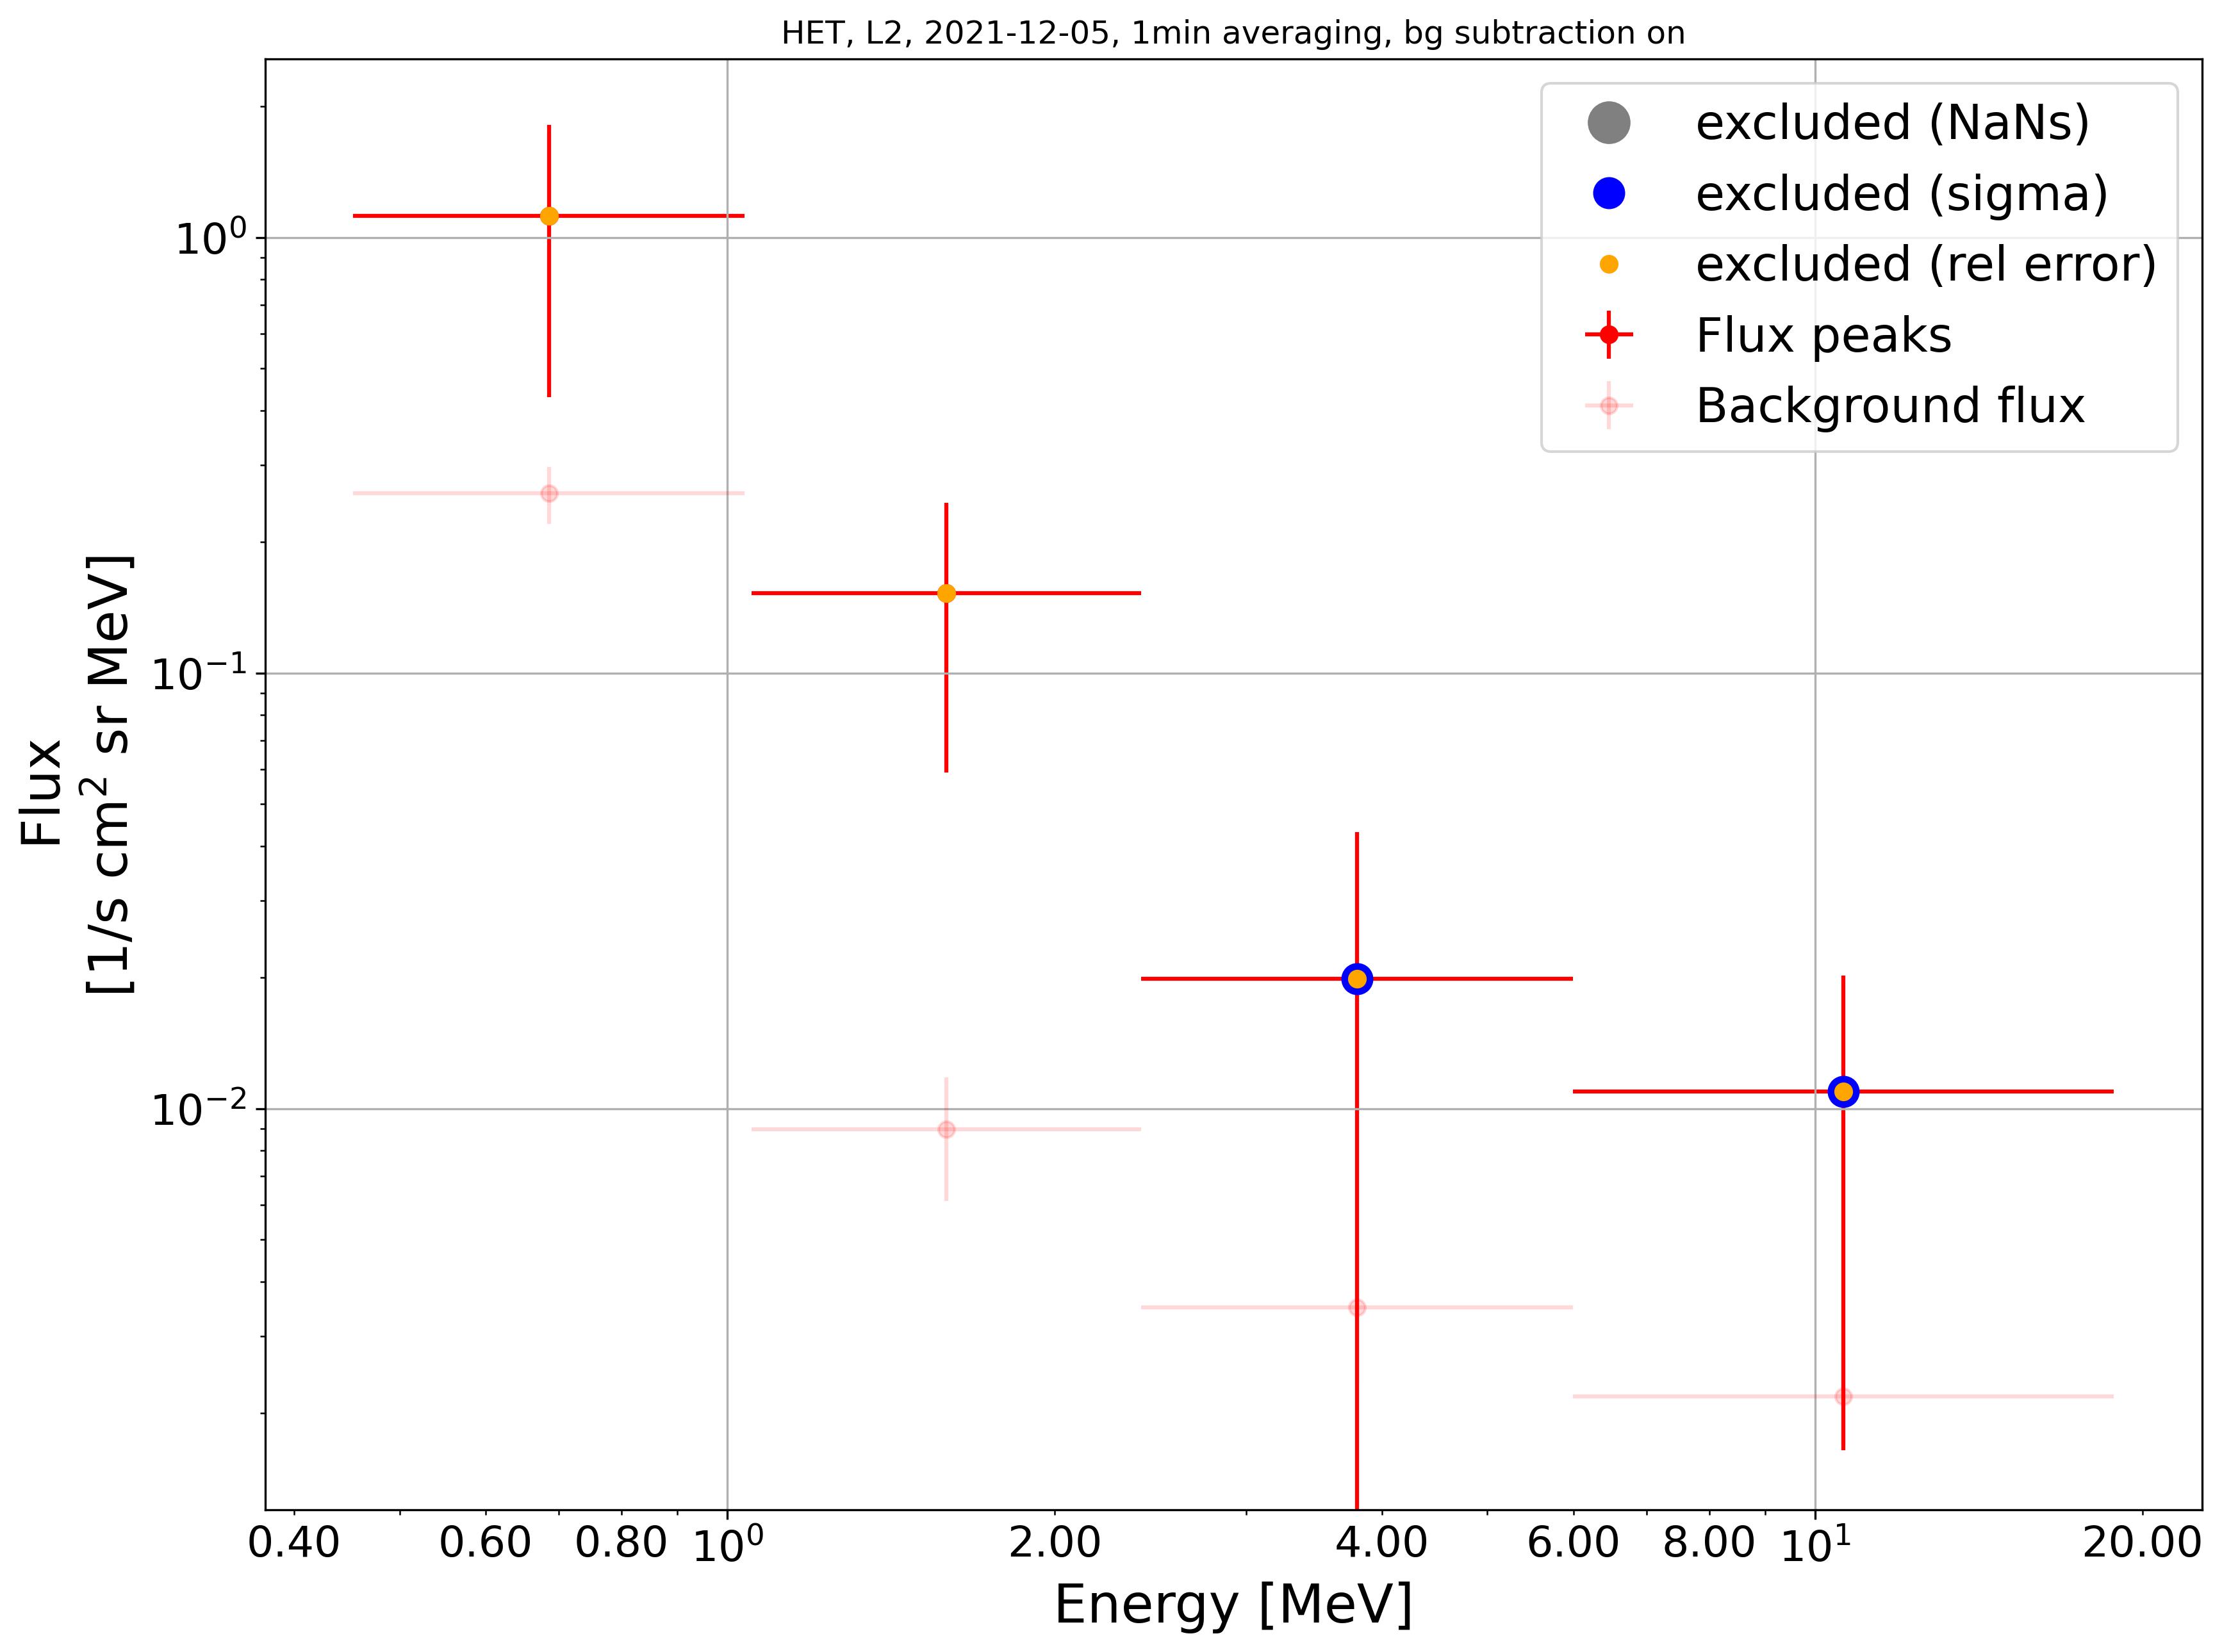 HET, L2, 2021-12-05, 1min averaging, bg subtraction on
excluded (NaNs)
excluded (sigma)
excluded (rel error)
Flux peaks
Background flux
10⁰
10⁻¹
10⁻²
Flux
[1/s cm² sr MeV]
0.40 0.60 0.80 10⁰ 2.00 4.00 6.00 8.00 10¹ 20.00
Energy [MeV]